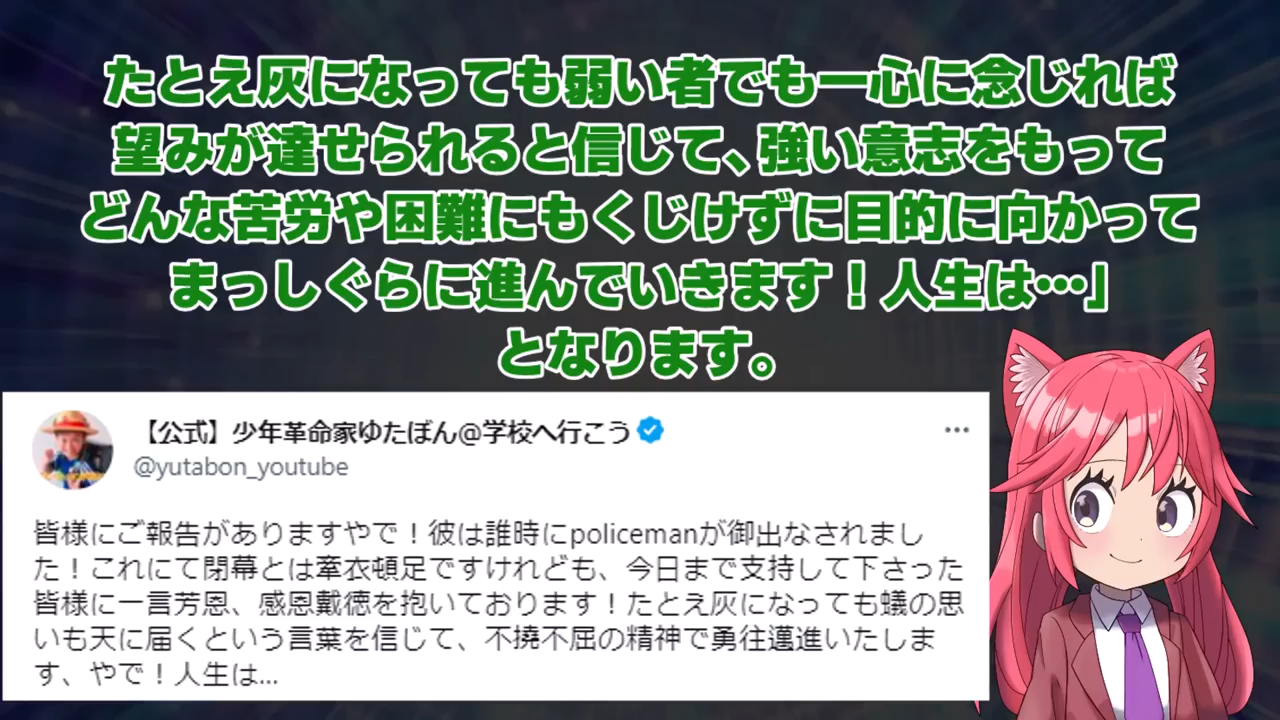 たとえ灰になっても弱い者でも一心に念じれば
望みが達せられると信じて、強い意志をもって
どんな苦労や困難にもくじけずに目的に向かって
まっしぐらに進んでいきます！人生は…」
となります。
【公式】少年革命家ゆたぼん@学校へ行こう
@yutabon_youtube
皆様にご報告がありますやで！彼は誰時にpolicemanが御出なされまし
た！これにて閉幕とは牽衣頓足ですけれども、今日まで支持して下さった
皆様に一言芳恩、感恩戴徳を抱いております！たとえ灰になっても蟻の思
いも天に届くという言葉を信じて、不撓不屈の精神で勇往邁進いたしま
す、やで！人生は...